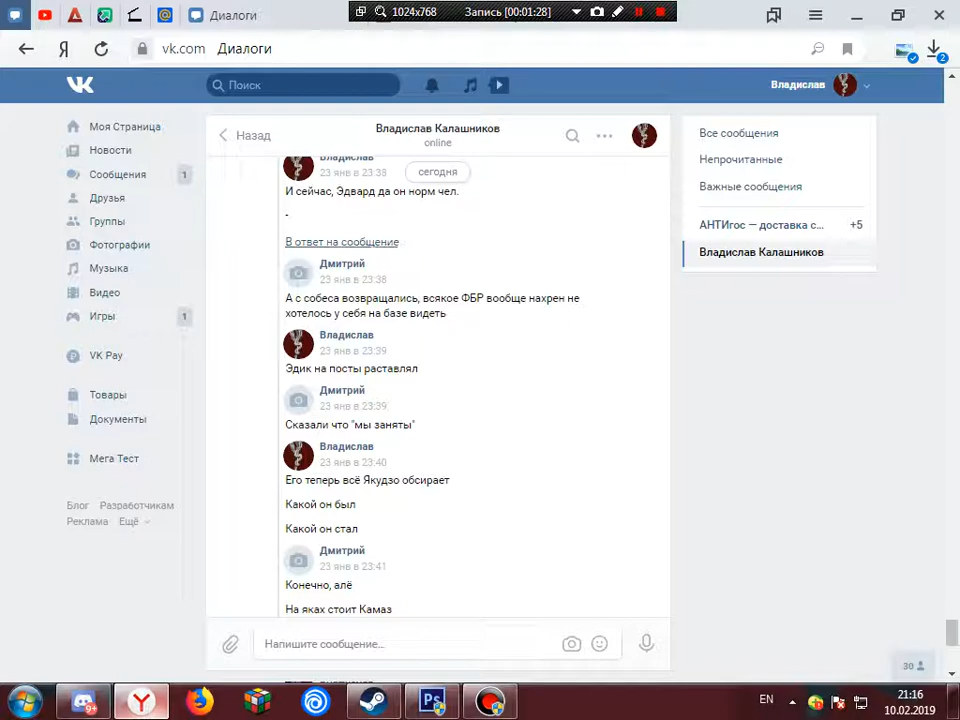 Диалоги
1024x768
Запись [00:01:28]
Я
vk.com Диалоги
2
Поиск
Владислав
Моя Страница
Новости
Сообщения 1
Друзья
Группы
Фотографии
Музыка
Видео
Игры 1
VK Pay
Товары
Документы
Мега Тест
Блог Разработчикам
Реклама Ещё
Назад
Владислав Калашников
online
Владислав
23 янв в 23:38
сегодня
И сейчас, Эдвард да он норм чел.
-
В ответ на сообщение
Дмитрий
23 янв в 23:38
А с собеса возвращались, всякое ФБР вообще нахрен не
хотелось у себя на базе видеть
Владислав
23 янв в 23:39
Эдик на посты раставлял
Дмитрий
23 янв в 23:39
Сказали что "мы заняты"
Владислав
23 янв в 23:40
Его теперь всё Якудзо обсирает
Какой он был
Какой он стал
Дмитрий
23 янв в 23:41
Конечно, алё
На яках стоит Камаз
Напишите сообщение...
Все сообщения
Непрочитанные
Важные сообщения
АНТИгос — доставка с... +5
Владислав Калашников
30
9+
Y
Ps
EN
21:16
10.02.2019